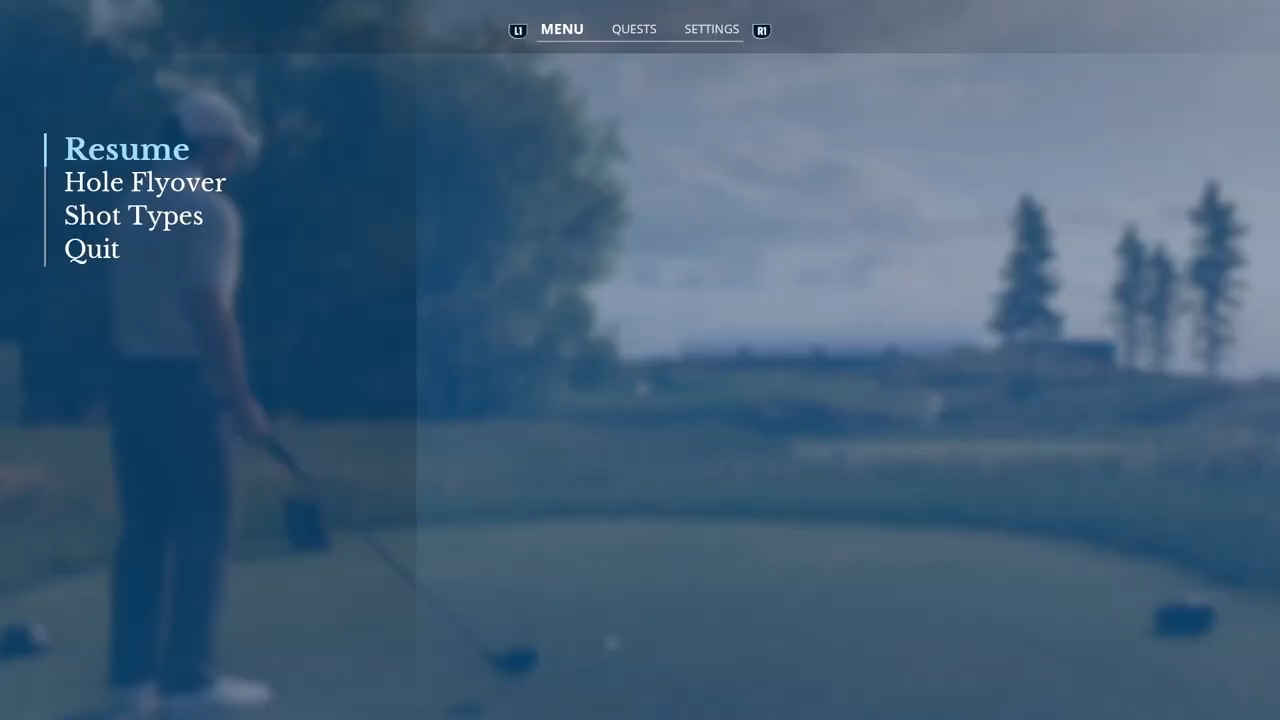 L1 MENU QUESTS SETTINGS R1
Resume
Hole Flyover
Shot Types
Quit